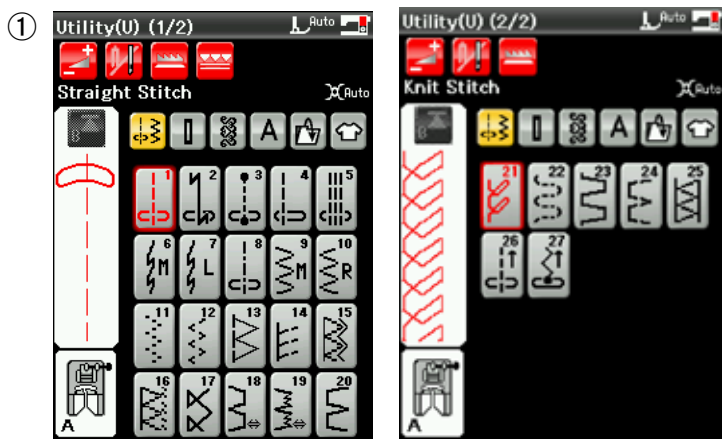 ①
Utility(U) (1/2) Auto
Straight Stitch Auto
B A
1 2 3 4 5
6 M 7 L 8 9 M 10 R
11 12 13 14 15
16 17 18 19 20
A
Utility(U) (2/2) Auto
Knit Stitch Auto
B A
21 22 23 24 25
26 27
A